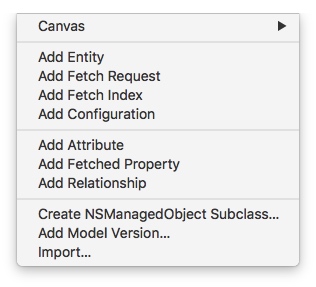 Canvas
Add Entity
Add Fetch Request
Add Fetch Index
Add Configuration
Add Attribute
Add Fetched Property
Add Relationship
Create NSManagedObject Subclass...
Add Model Version...
Import...